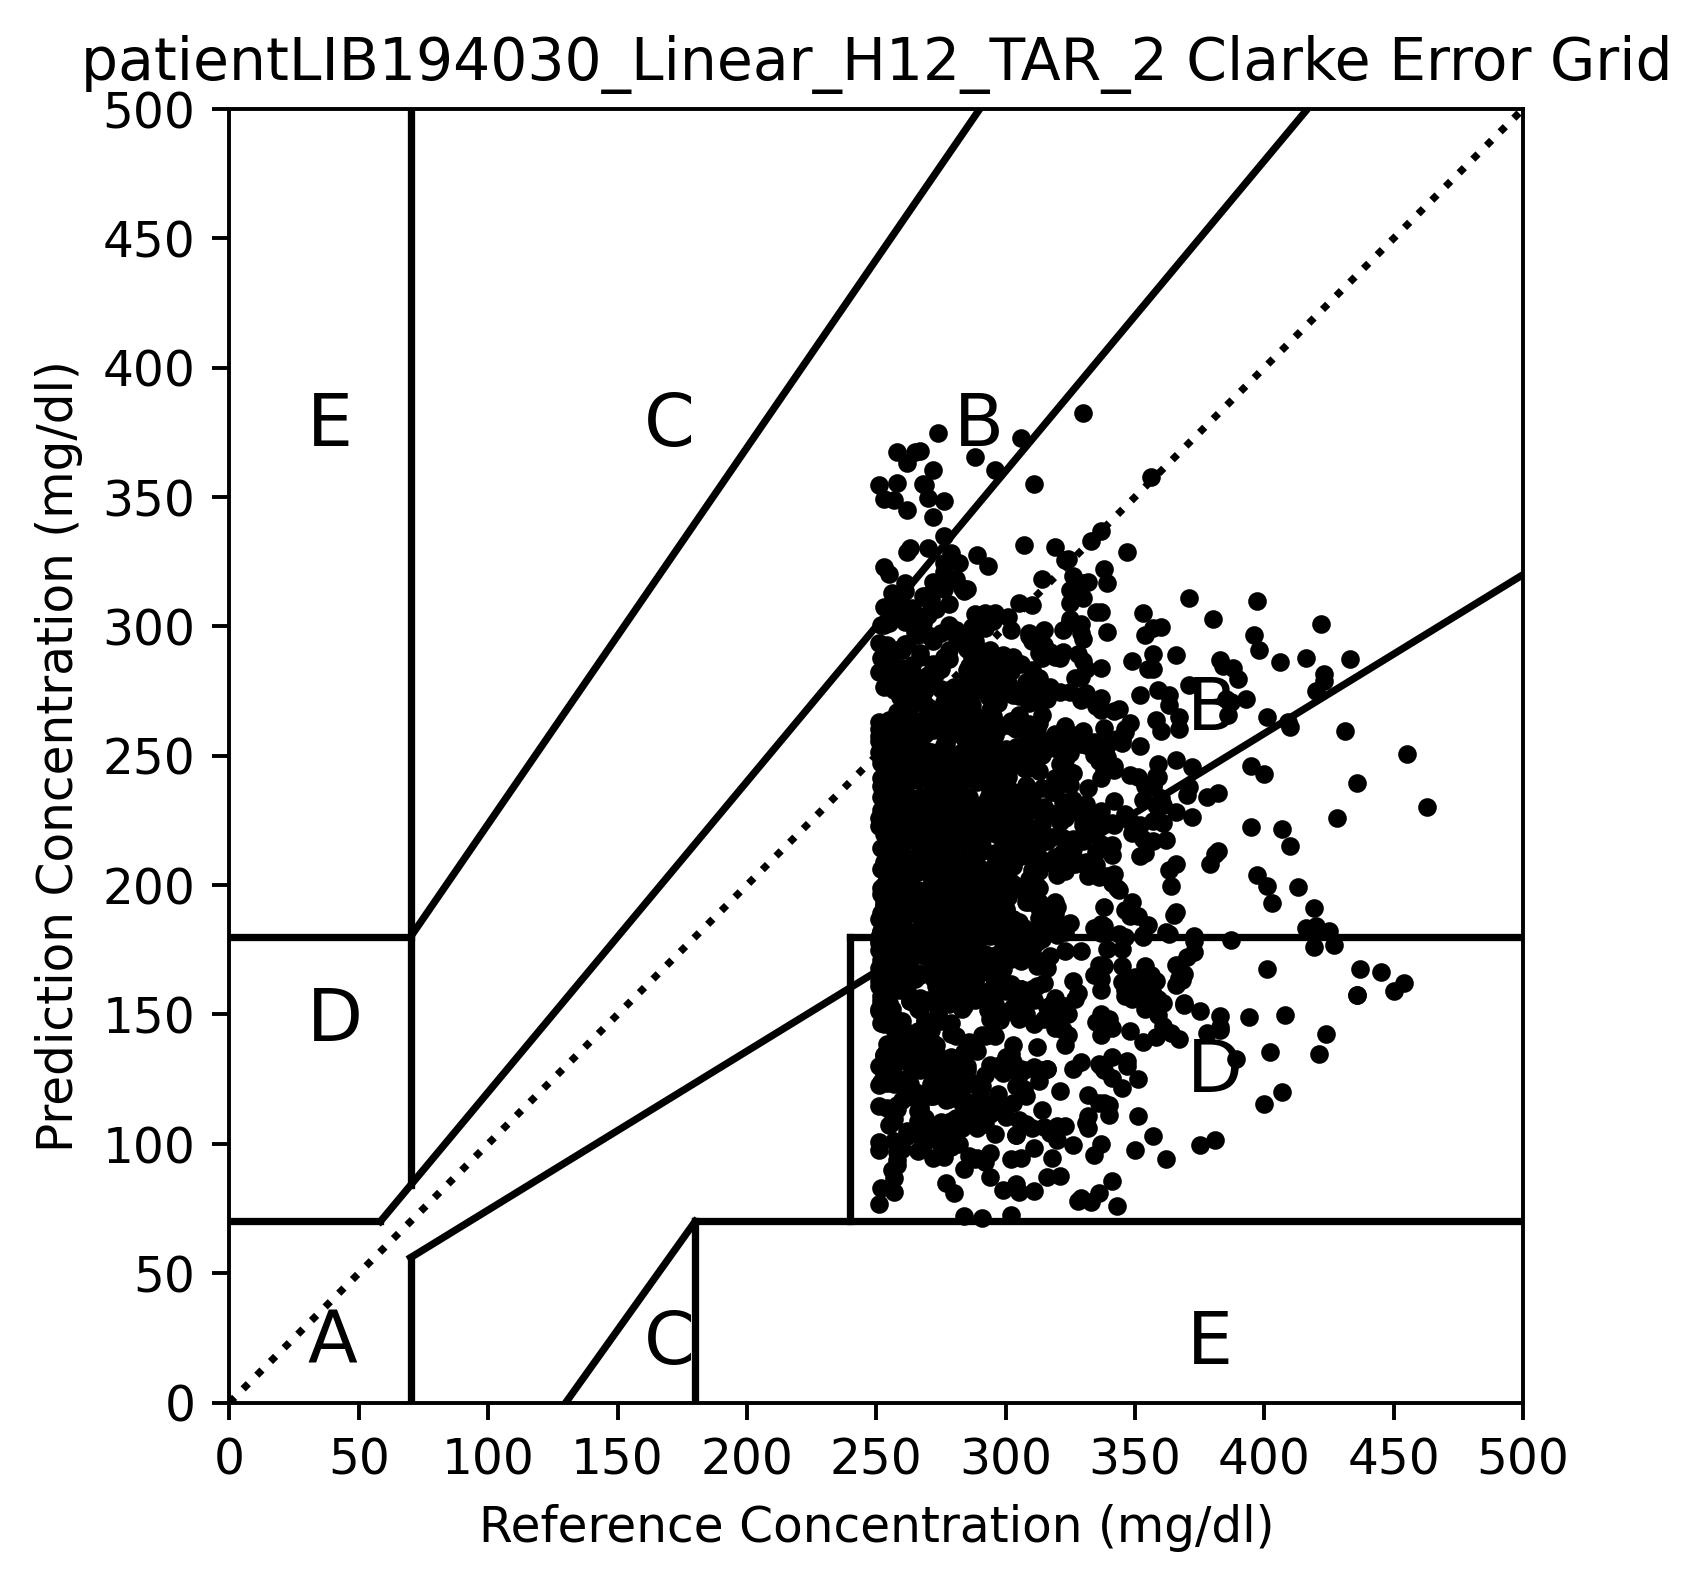 patientLIB194030_Linear_H12_TAR_2 Clarke Error Grid
500
450
400
350
300
250
200
150
100
50
0
Prediction Concentration (mg/dl)
E
C
B
B
D
D
A
C
E
0 50 100 150 200 250 300 350 400 450 500
Reference Concentration (mg/dl)